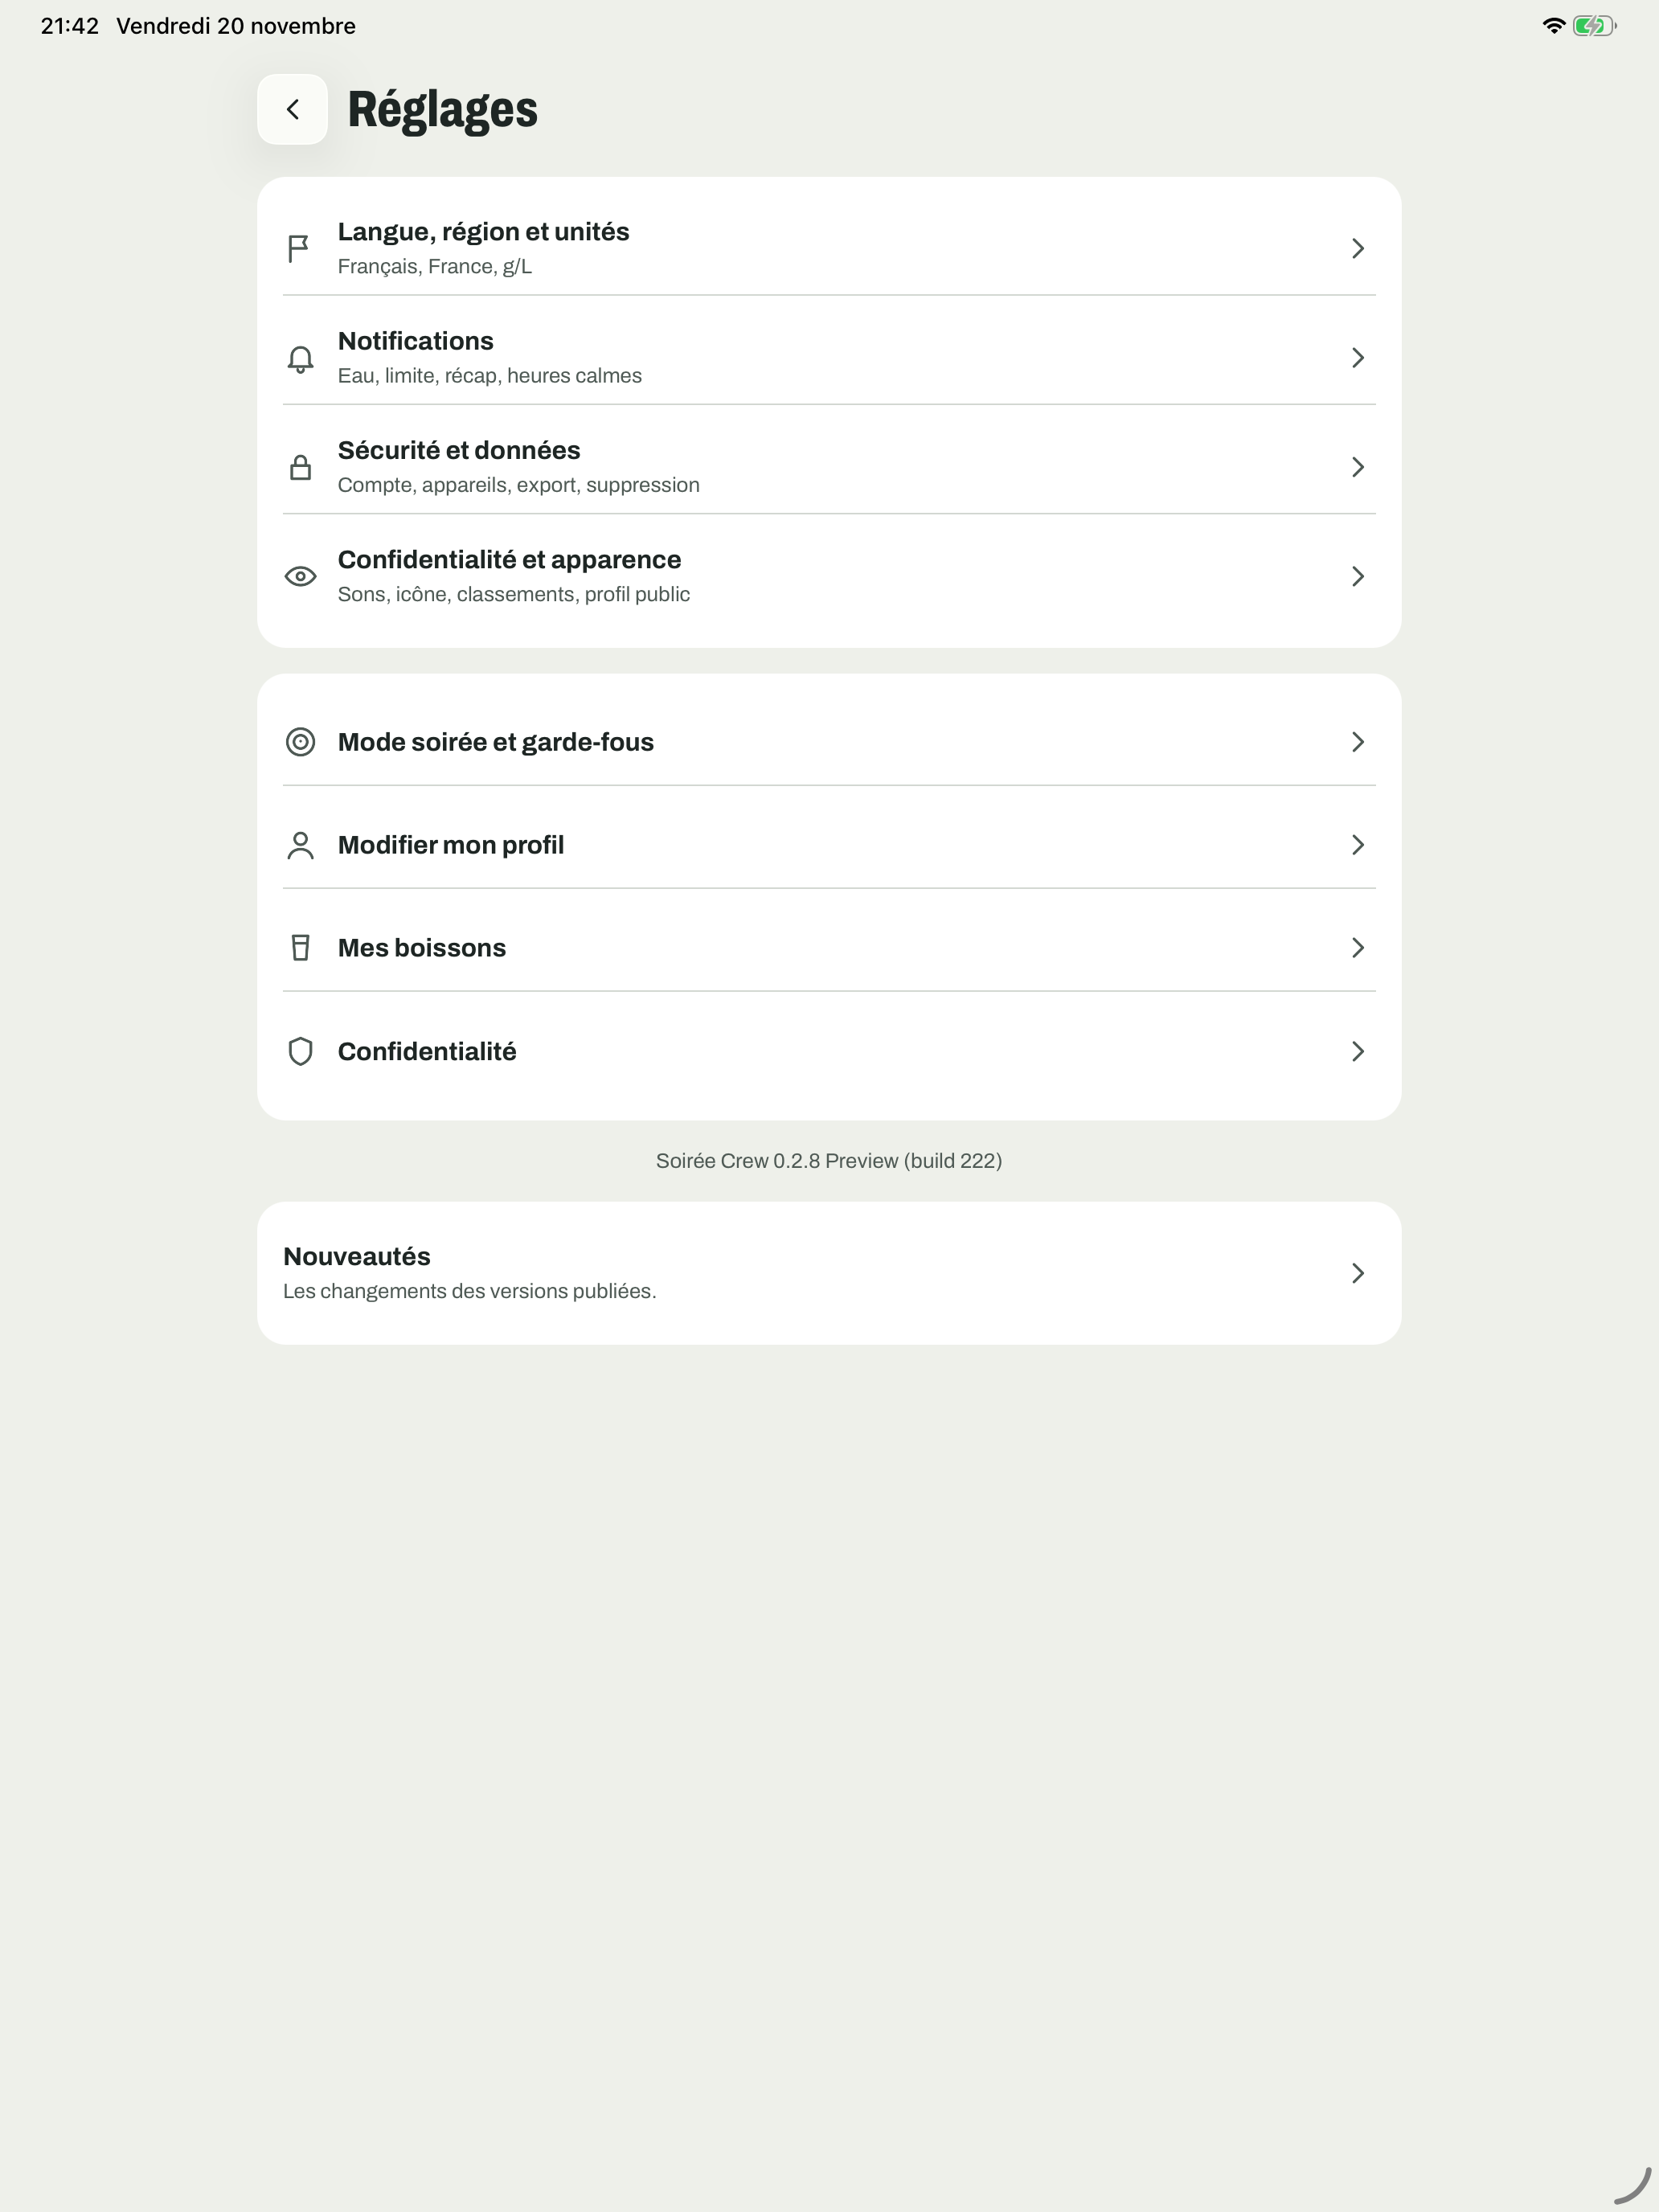 21:42 Vendredi 20 novembre
Réglages
Langue, région et unités
Français, France, g/L
Notifications
Eau, limite, récap, heures calmes
Sécurité et données
Compte, appareils, export, suppression
Confidentialité et apparence
Sons, icône, classements, profil public
Mode soirée et garde-fous
Modifier mon profil
Mes boissons
Confidentialité
Soirée Crew 0.2.8 Preview (build 222)
Nouveautés
Les changements des versions publiées.